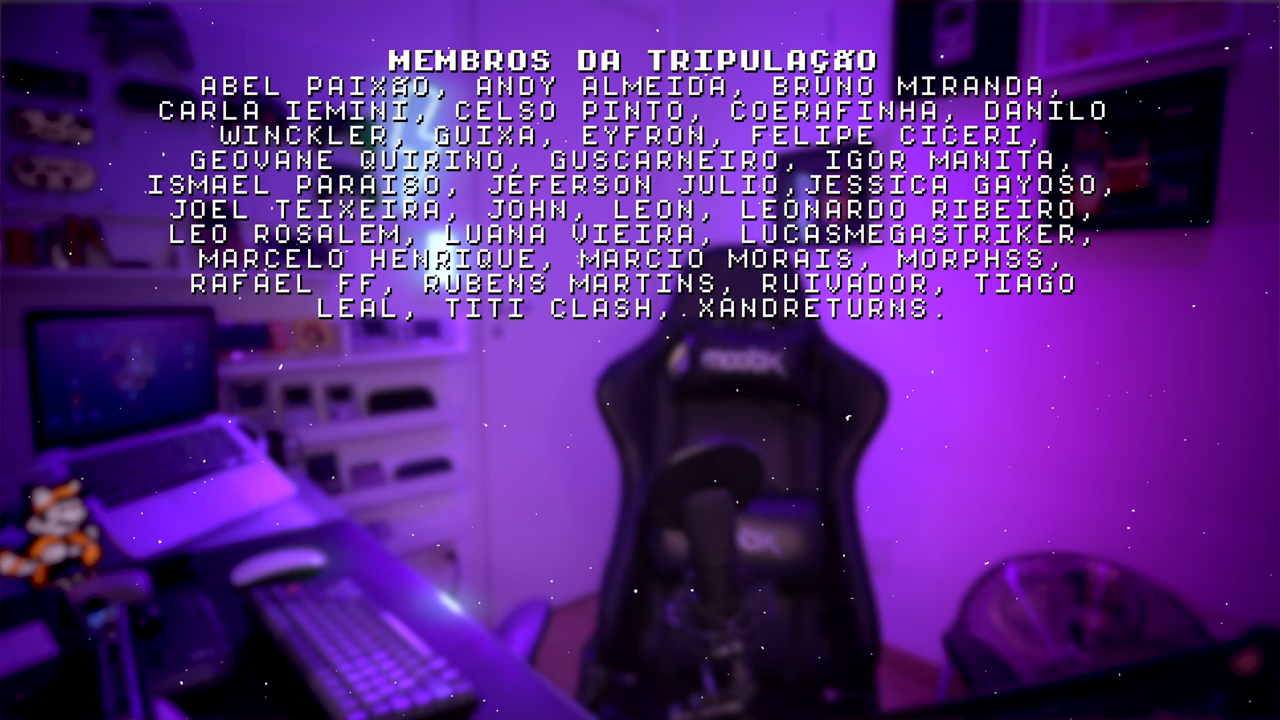 MEMBROS DA TRIPULAÇÃO
ABEL PAIXÃO, ANDY ALMEIDA, BRUNO MIRANDA,
CARLA IEMINI, CELSO PINTO, COERAFINHA, DANILO
WINCKLER, GUIXA, EYFRON, FELIPE CICERI,
GEOVANE QUIRINO, GUSCARNEIRO, IGOR MANITA,
ISMAEL PARAISO, JEFERSON JULIO,JESSICA GAYOSO,
JOEL TEIXEIRA, JOHN, LEON, LEONARDO RIBEIRO,
LEO ROSALEM, LUANA VIEIRA, LUCASMEGASTRIKER,
MARCELO HENRIQUE, MARCIO MORAIS, MORPHSS,
RAFAEL FF, RUBENS MARTINS, RUIVADOR, TIAGO
LEAL, TITI CLASH, XANDRETURNS.